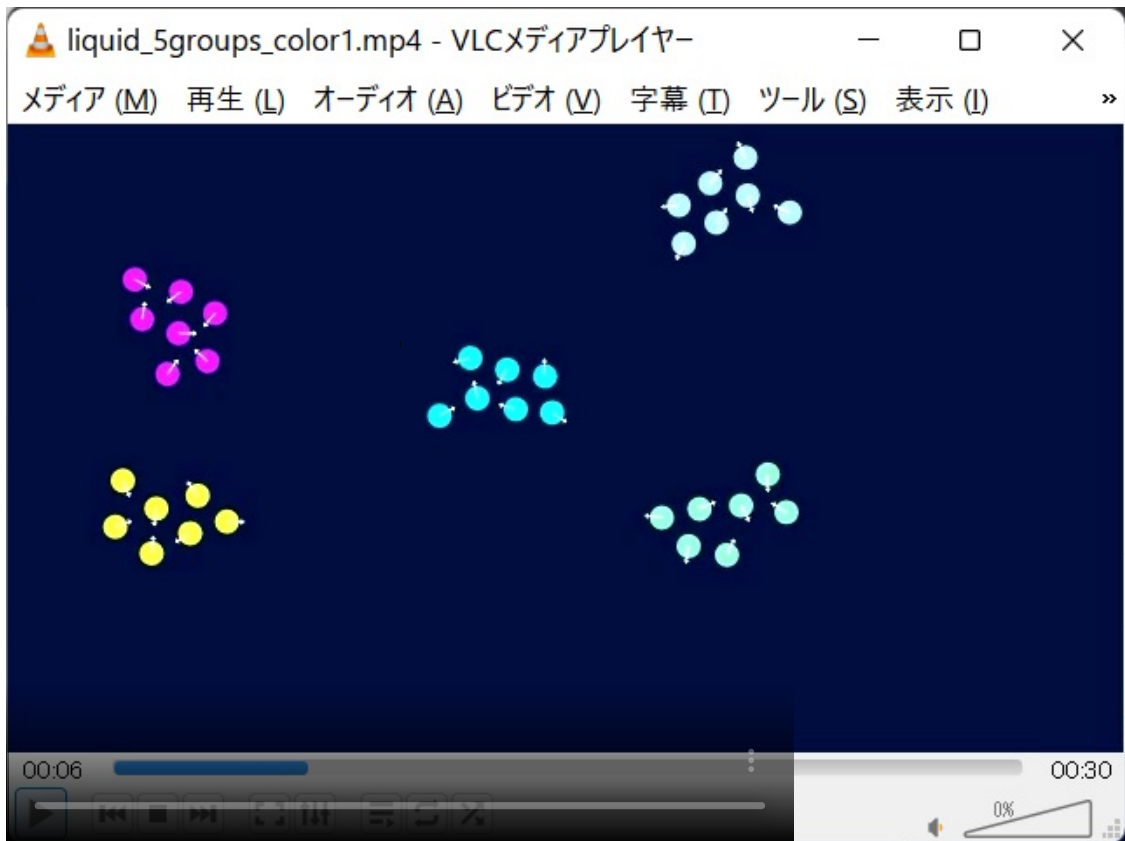 liquid_5groups_color1.mp4 - VLCメディアプレイヤー
メディア (M) 再生 (L) オーディオ (A) ビデオ (V) 字幕 (T) ツール (S) 表示 (I) »
00:06 00:30
0%